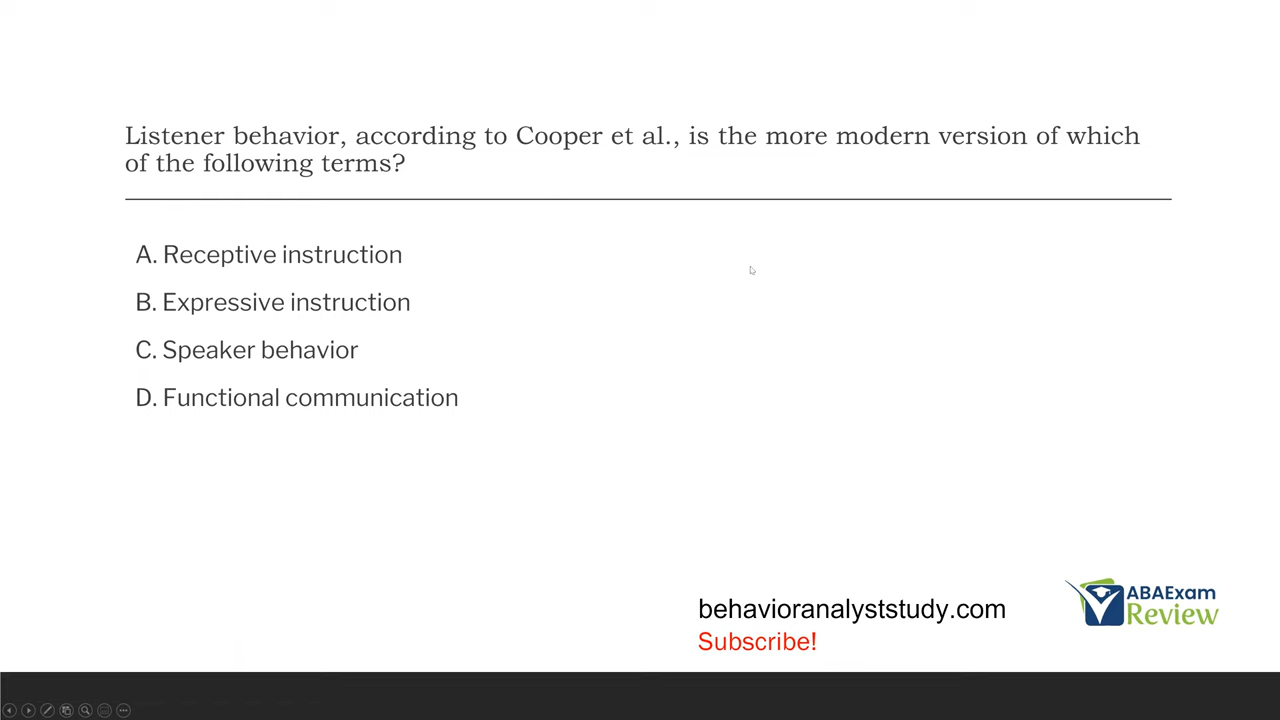 Listener behavior, according to Cooper et al., is the more modern version of which
of the following terms?
A. Receptive instruction
B. Expressive instruction
C. Speaker behavior
D. Functional communication
behavioranalyststudy.com
Subscribe!
ABAExam
Review